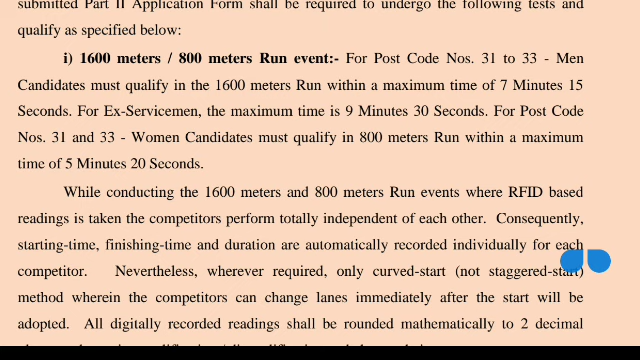 submitted Part II Application Form shall be required to undergo the following tests and
qualify as specified below:
i) 1600 meters / 800 meters Run event:- For Post Code Nos. 31 to 33 - Men
Candidates must qualify in the 1600 meters Run within a maximum time of 7 Minutes 15
Seconds. For Ex-Servicemen, the maximum time is 9 Minutes 30 Seconds. For Post Code
Nos. 31 and 33 - Women Candidates must qualify in 800 meters Run within a maximum
time of 5 Minutes 20 Seconds.
While conducting the 1600 meters and 800 meters Run events where RFID based
readings is taken the competitors perform totally independent of each other. Consequently,
starting-time, finishing-time and duration are automatically recorded individually for each
competitor. Nevertheless, wherever required, only curved-start (not staggered-start)
method wherein the competitors can change lanes immediately after the start will be
adopted. All digitally recorded readings shall be rounded mathematically to 2 decimal